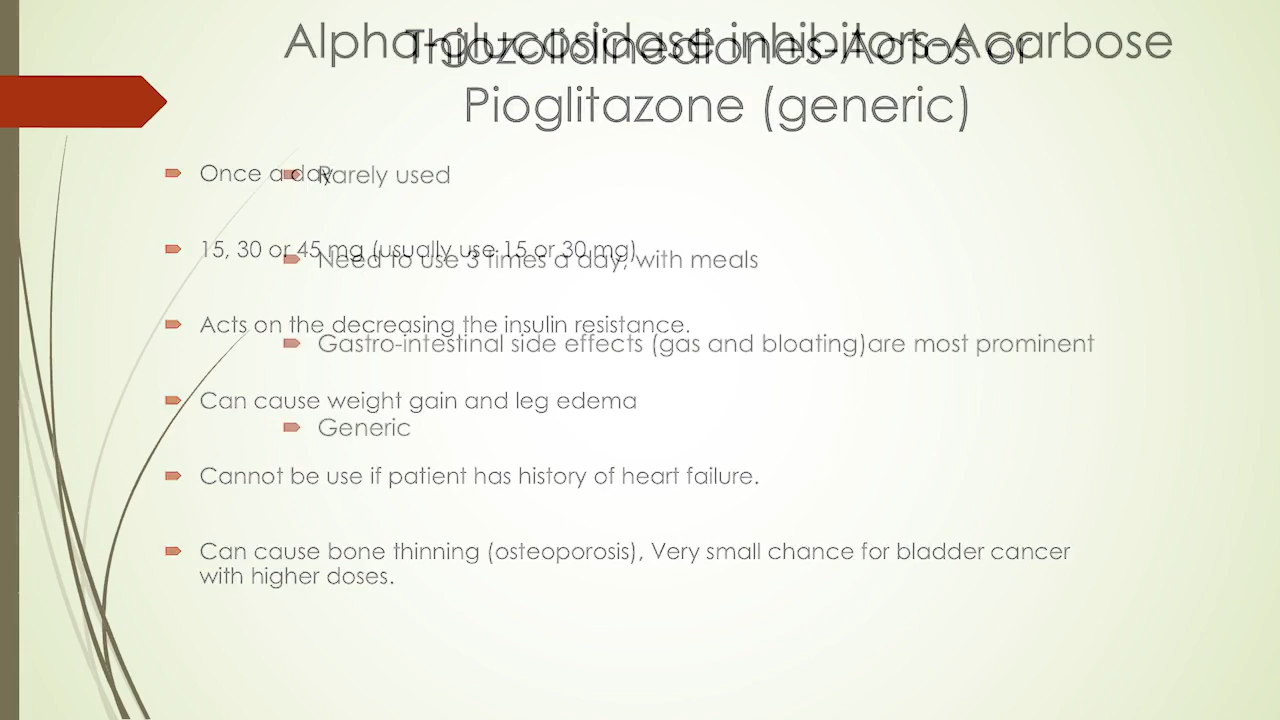 Alpha-glucosidase inhibitors-Acarbose
Thiozolidinediones-Actos or
Pioglitazone (generic)
Once a day
Rarely used
15, 30 or 45 mg (usually use 15 or 30 mg)
Need to use 3 times a day, with meals
Acts on the decreasing the insulin resistance.
Gastro-intestinal side effects (gas and bloating)are most prominent
Can cause weight gain and leg edema
Generic
Cannot be use if patient has history of heart failure.
Can cause bone thinning (osteoporosis), Very small chance for bladder cancer
with higher doses.